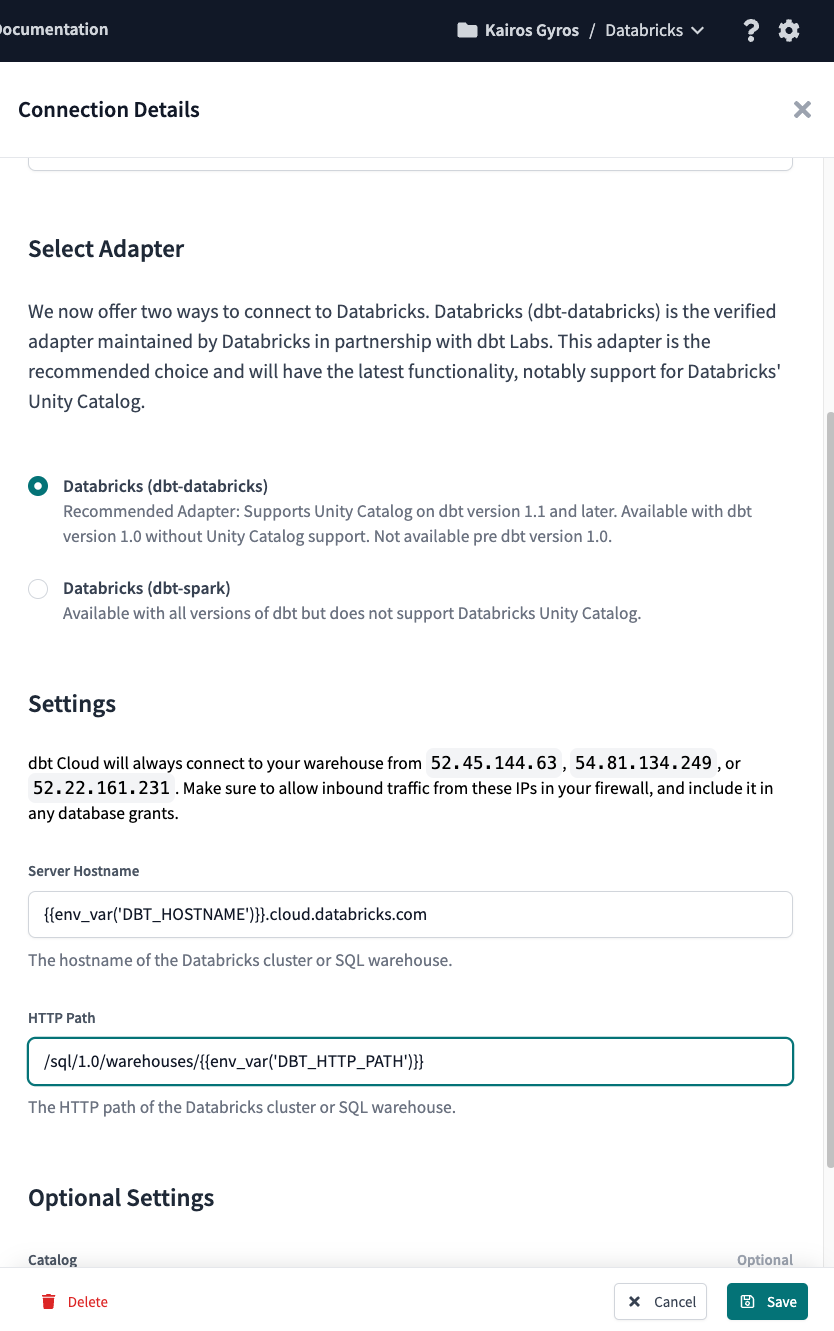 ocumentation
Kairos Gyros / Databricks
Connection Details
Select Adapter
We now offer two ways to connect to Databricks. Databricks (dbt-databricks) is the verified
adapter maintained by Databricks in partnership with dbt Labs. This adapter is the
recommended choice and will have the latest functionality, notably support for Databricks'
Unity Catalog.
Databricks (dbt-databricks)
Recommended Adapter: Supports Unity Catalog on dbt version 1.1 and later. Available with dbt
version 1.0 without Unity Catalog support. Not available pre dbt version 1.0.
Databricks (dbt-spark)
Available with all versions of dbt but does not support Databricks Unity Catalog.
Settings
dbt Cloud will always connect to your warehouse from 52.45.144.63, 54.81.134.249, or
52.22.161.231. Make sure to allow inbound traffic from these IPs in your firewall, and include it in
any database grants.
Server Hostname
{{env_var('DBT_HOSTNAME')}}.cloud.databricks.com
The hostname of the Databricks cluster or SQL warehouse.
HTTP Path
/sql/1.0/warehouses/{{env_var('DBT_HTTP_PATH')}}
The HTTP path of the Databricks cluster or SQL warehouse.
Optional Settings
Catalog Optional
Delete Cancel Save